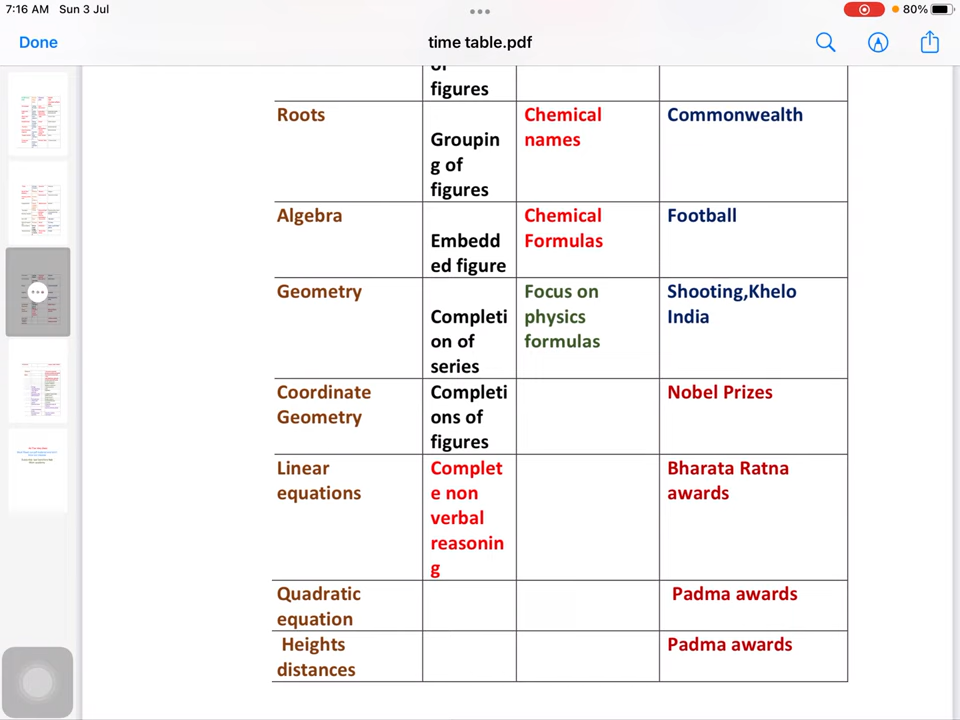 7:16 AM Sun 3 Jul
80%
Done
time table.pdf
of
figures
Roots
Groupin
g of
figures
Chemical
names
Commonwealth
Algebra
Embedd
ed figure
Chemical
Formulas
Football
Geometry
Completi
on of
series
Focus on
physics
formulas
Shooting,Khelo
India
Coordinate
Geometry
Completi
ons of
figures
Nobel Prizes
Linear
equations
Complet
e non
verbal
reasonin
g
Bharata Ratna
awards
Quadratic
equation
Padma awards
Heights
distances
Padma awards